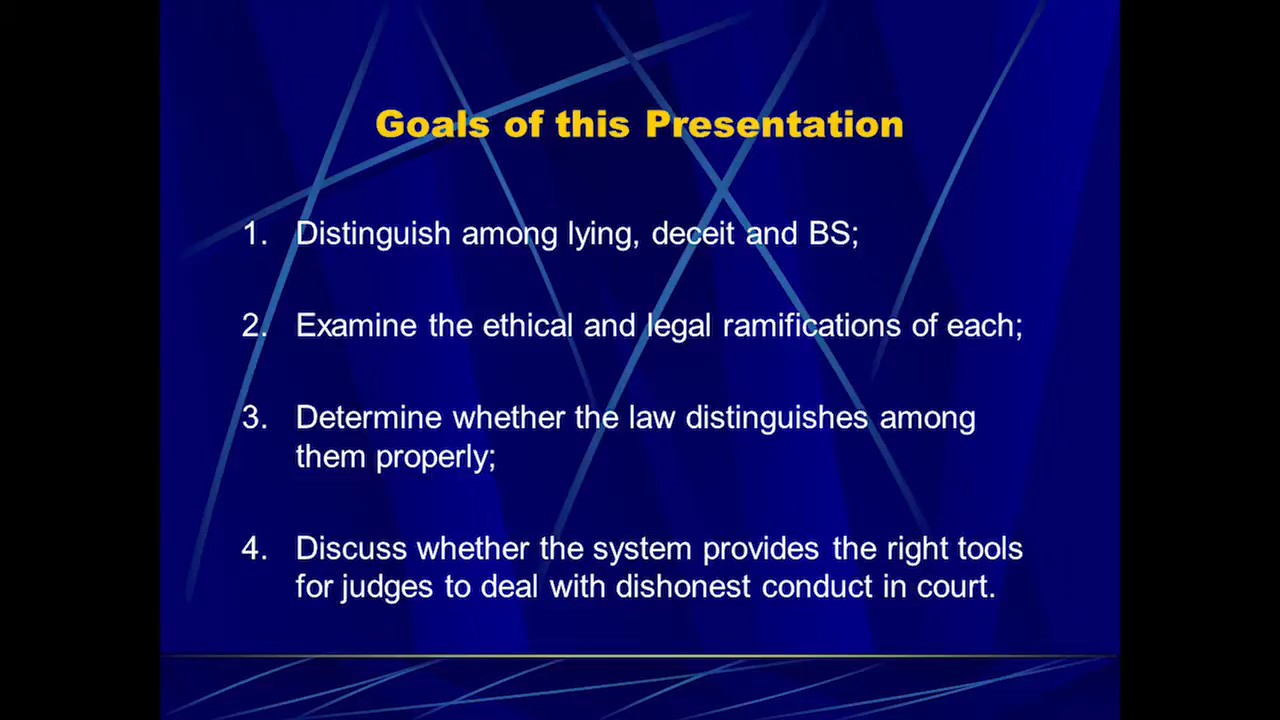 Goals of this Presentation
1. Distinguish among lying, deceit and BS;
2. Examine the ethical and legal ramifications of each;
3. Determine whether the law distinguishes among
them properly;
4. Discuss whether the system provides the right tools
for judges to deal with dishonest conduct in court.